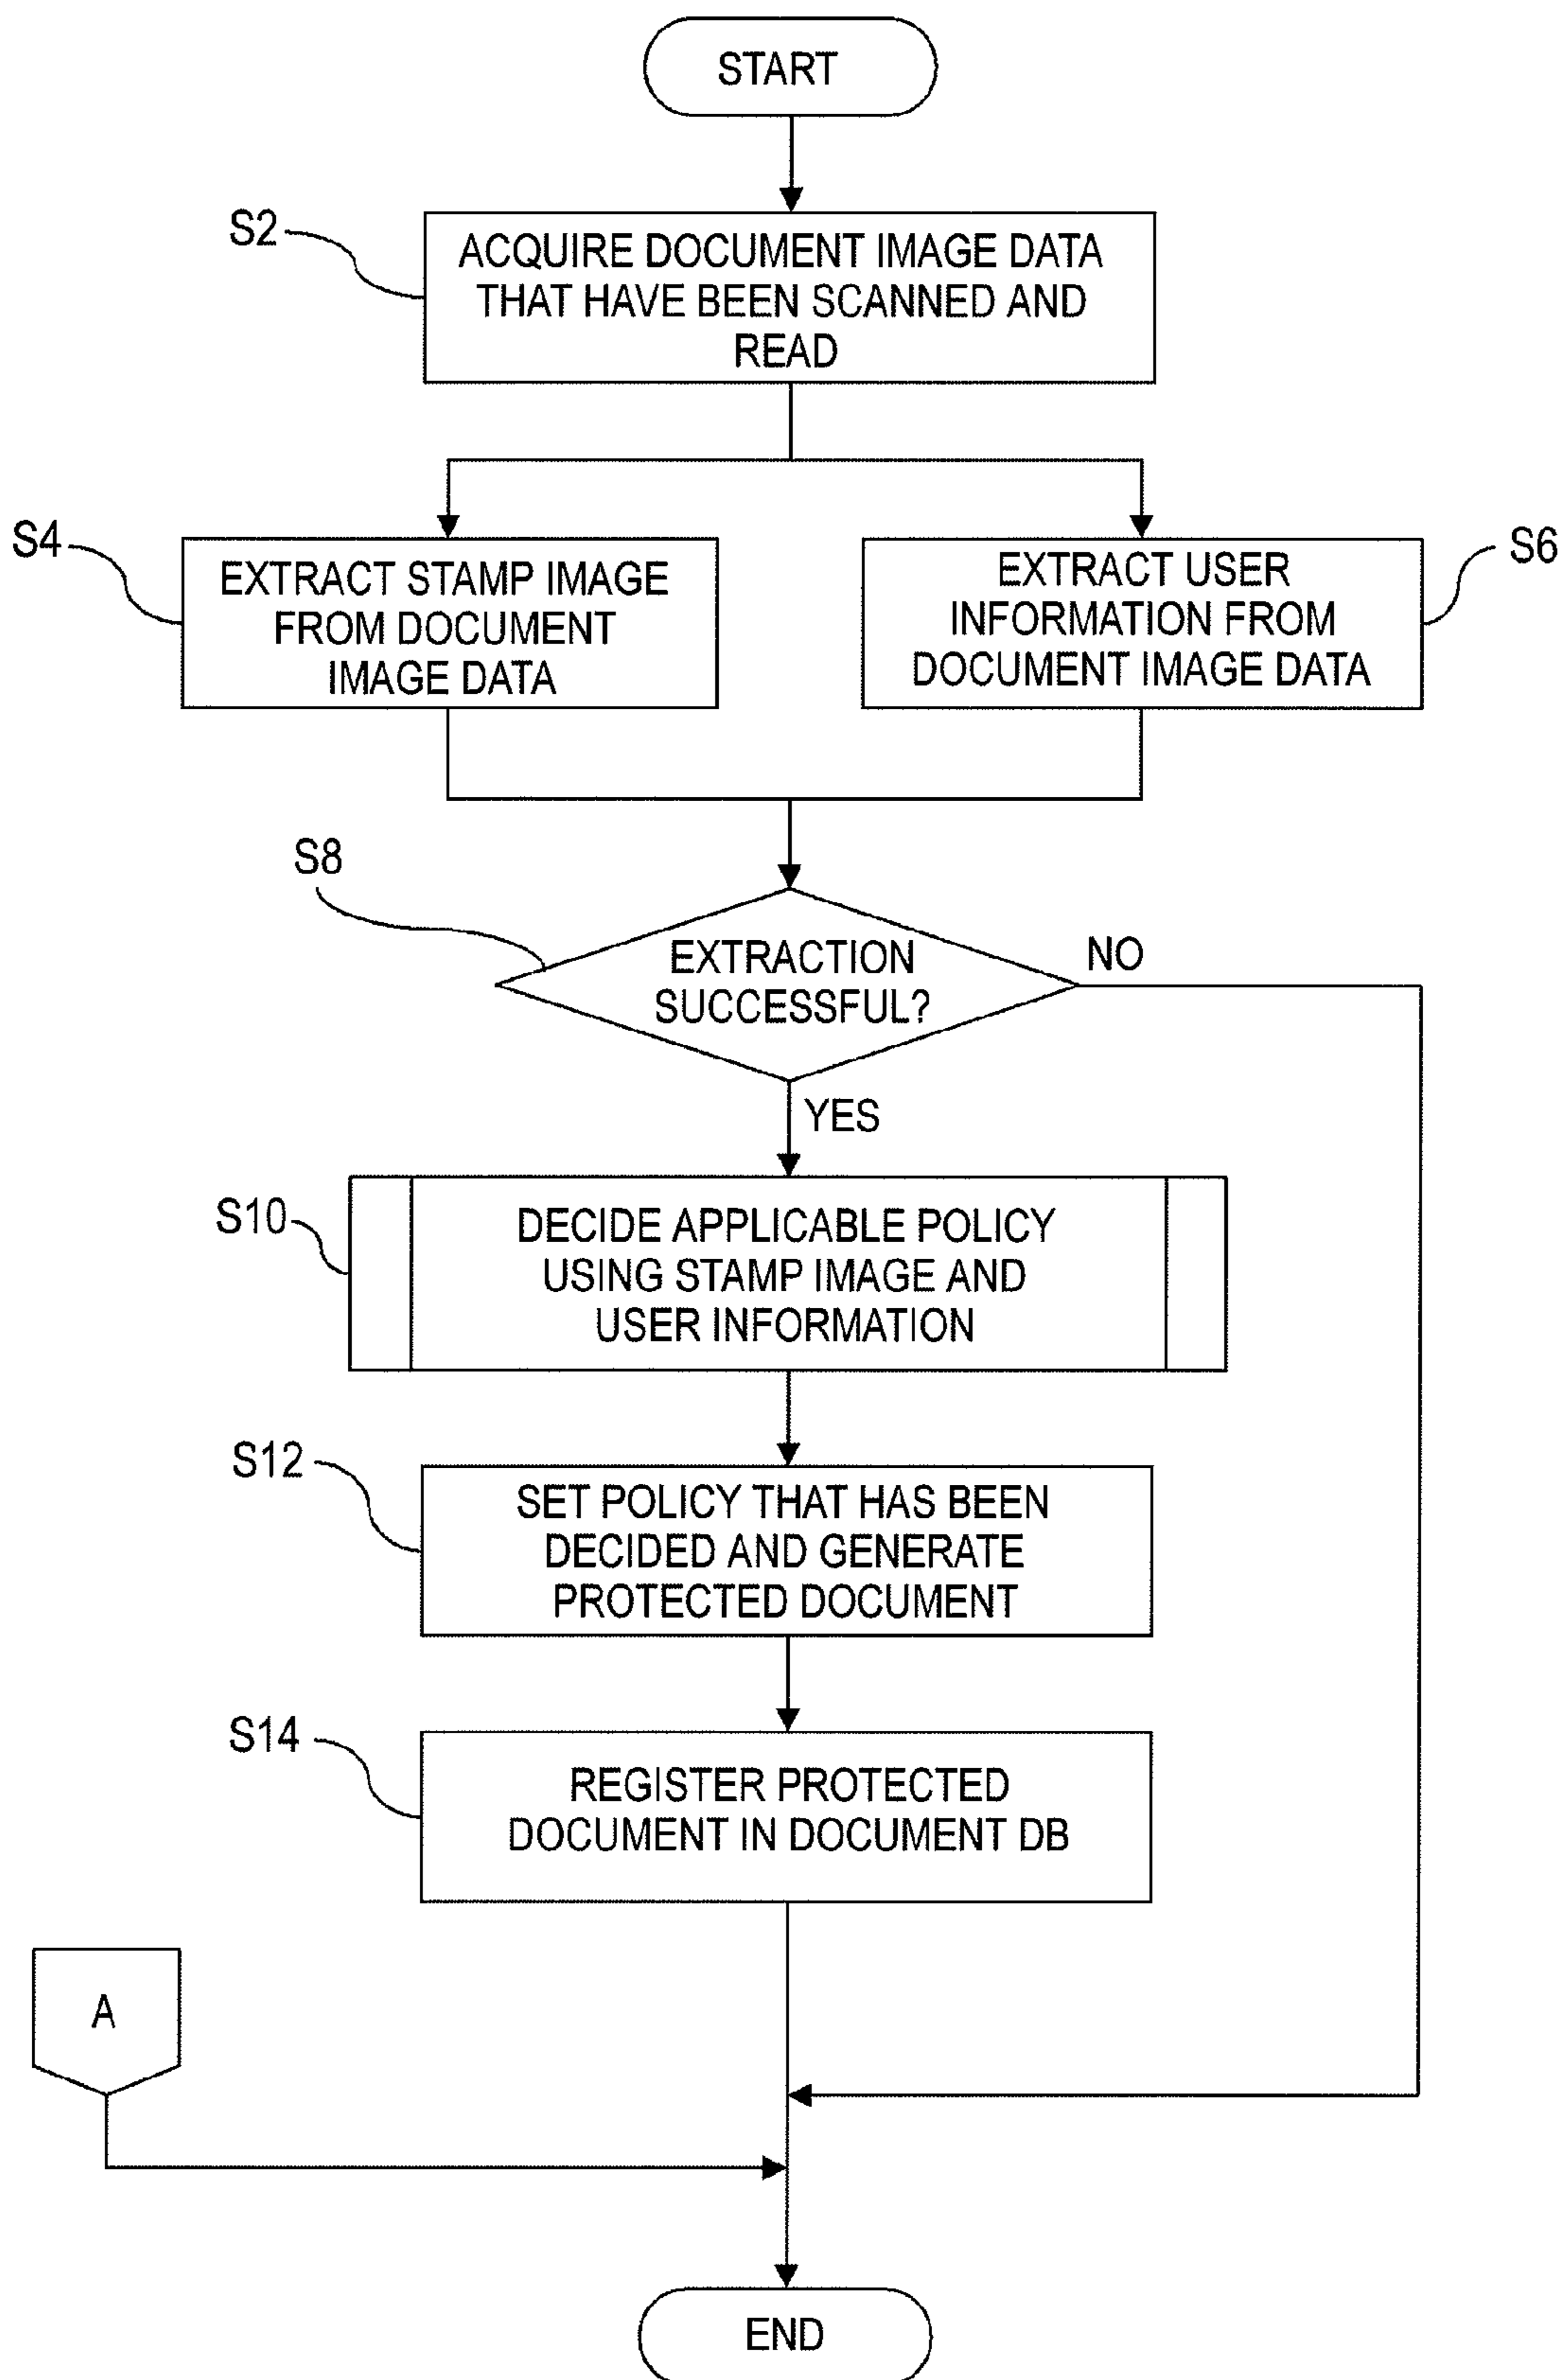 START
S2
ACQUIRE DOCUMENT IMAGE DATA
THAT HAVE BEEN SCANNED AND
READ
S4
EXTRACT STAMP IMAGE
FROM DOCUMENT
IMAGE DATA
EXTRACT USER
INFORMATION FROM
DOCUMENT IMAGE DATA
S6
S8
EXTRACTION
SUCCESSFUL?
NO
YES
S10
DECIDE APPLICABLE POLICY
USING STAMP IMAGE AND
USER INFORMATION
S12
SET POLICY THAT HAS BEEN
DECIDED AND GENERATE
PROTECTED DOCUMENT
S14
REGISTER PROTECTED
DOCUMENT IN DOCUMENT DB
A
END